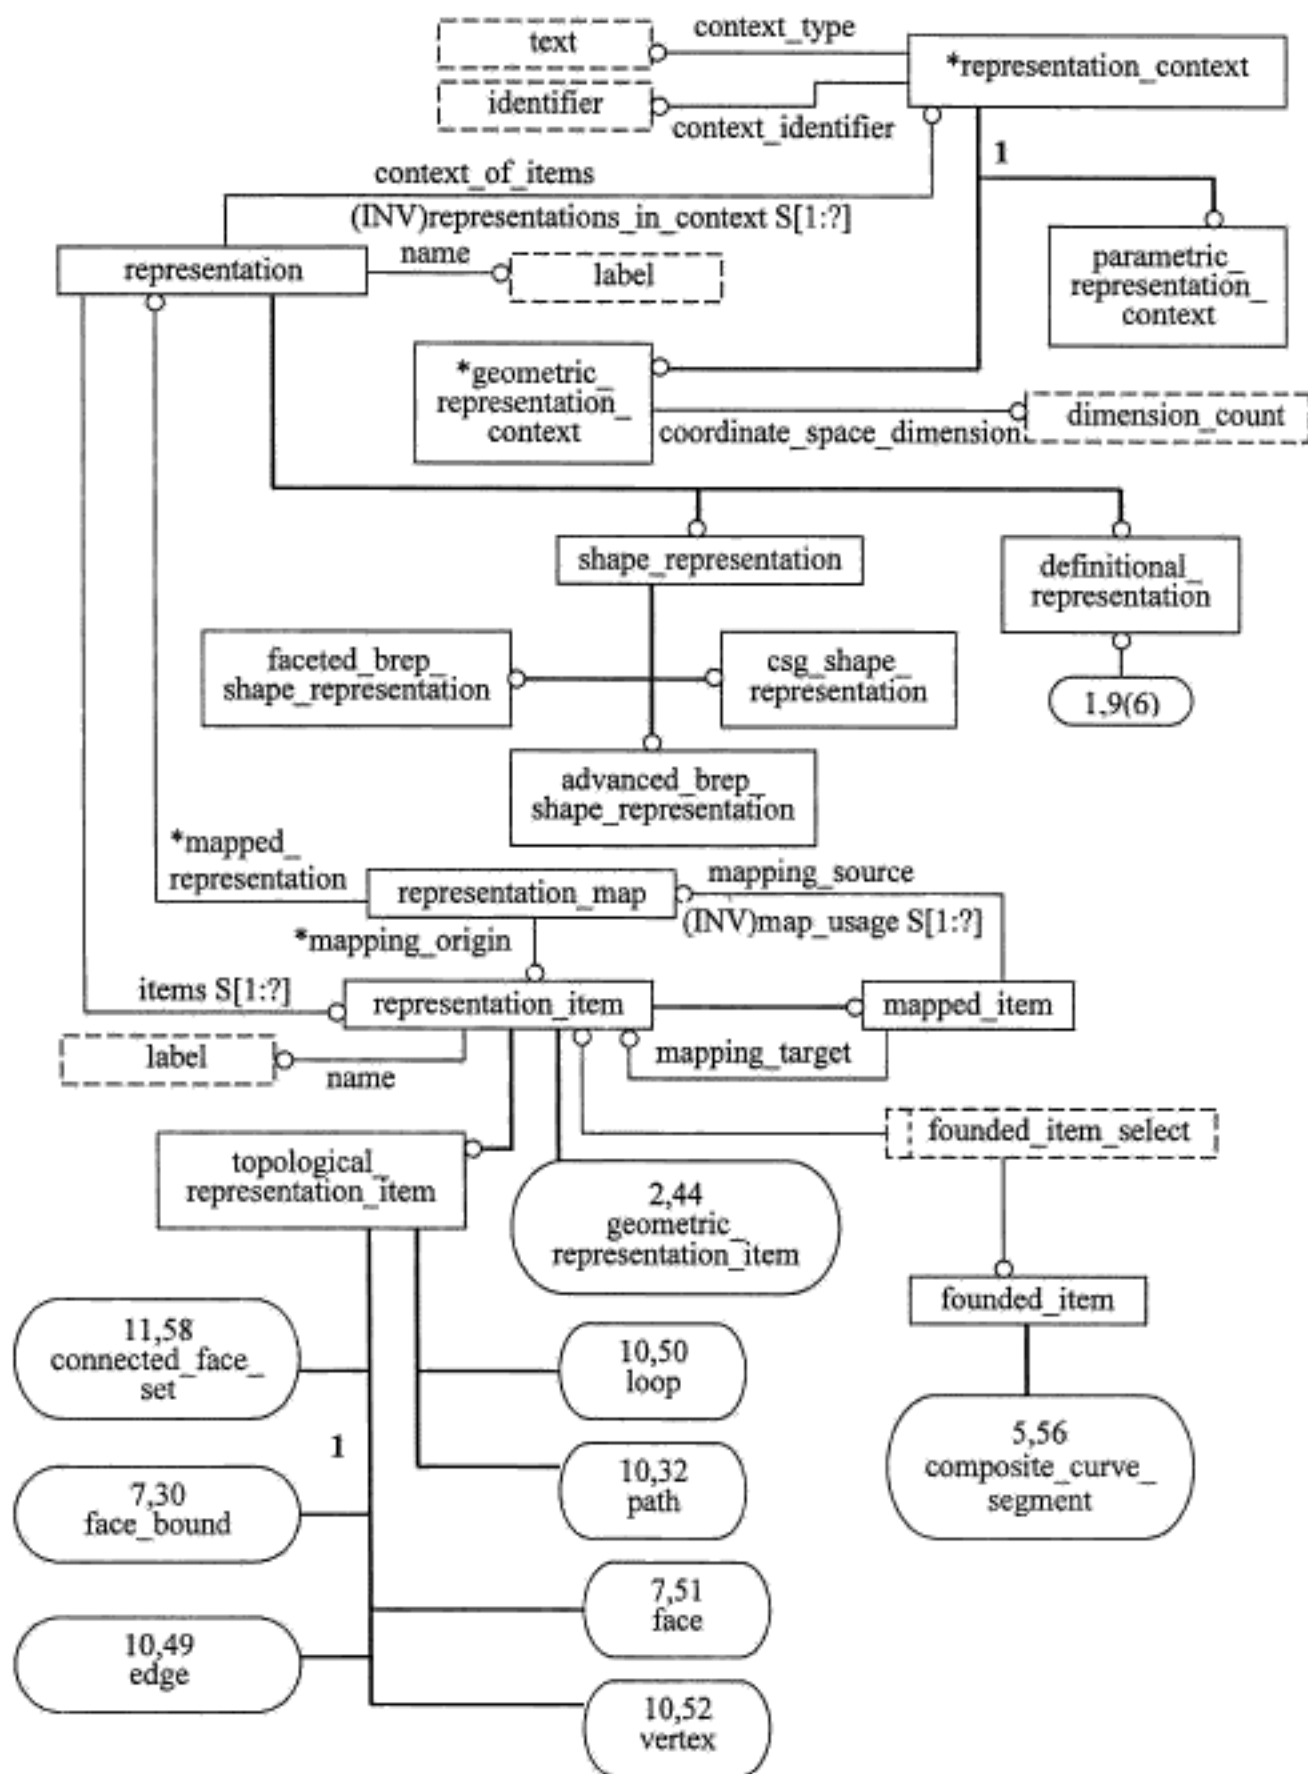 text
context_type
*representation_context
identifier
context_identifier
1
context_of_items
(INV)representations_in_context S[1:?]
representation
name
label
parametric_
representation_
context
*geometric_
representation_
context
coordinate_space_dimension
dimension_count
shape_representation
definitional_
representation
faceted_brep_
shape_representation
csg_shape_
representation
1,9(6)
advanced_brep_
shape_representation
*mapped_
representation
representation_map
mapping_source
(INV)map_usage S[1:?]
*mapping_origin
items S[1:?]
representation_item
mapped_item
label
name
mapping_target
founded_item_select
topological_
representation_item
2,44
geometric_
representation_item
founded_item
11,58
connected_face_
set
10,50
loop
1
5,56
composite_curve_
segment
7,30
face_bound
10,32
path
7,51
face
10,49
edge
10,52
vertex